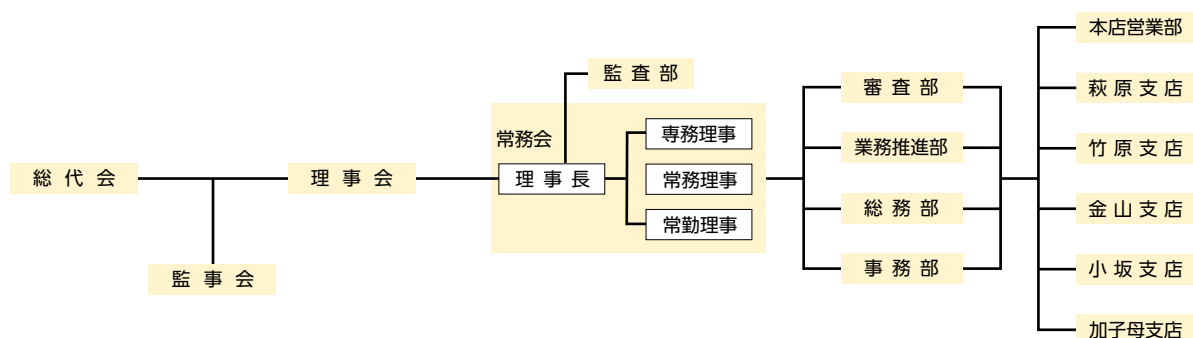 総代会
監事会
理事会
監査部
常務会
理事長
専務理事
常務理事
常勤理事
審査部
業務推進部
総務部
事務部
本店営業部
萩原支店
竹原支店
金山支店
小坂支店
加子母支店